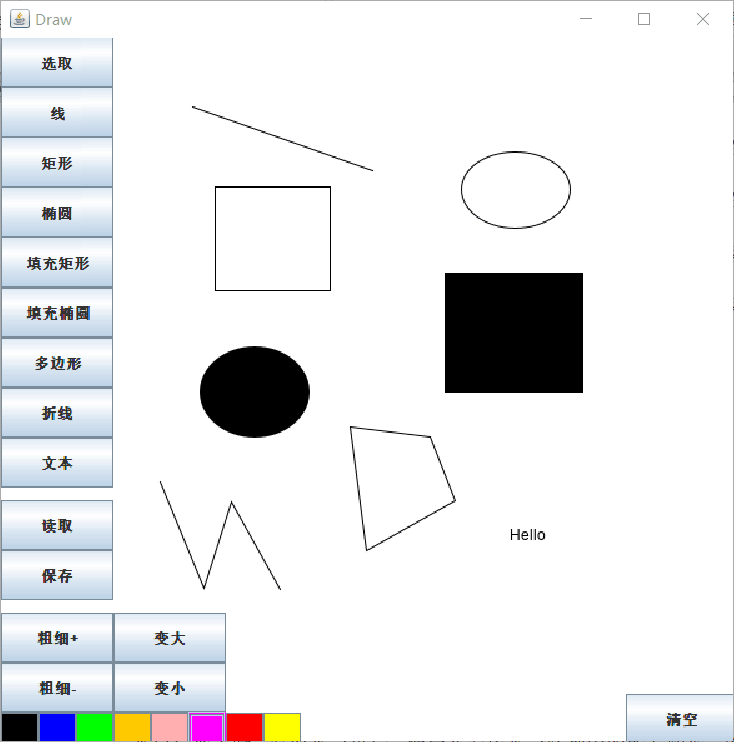 Draw
选取
线
矩形
椭圆
填充矩形
填充椭圆
多边形
折线
文本
Hello
读取
保存
粗细+ 变大
粗细- 变小
清空